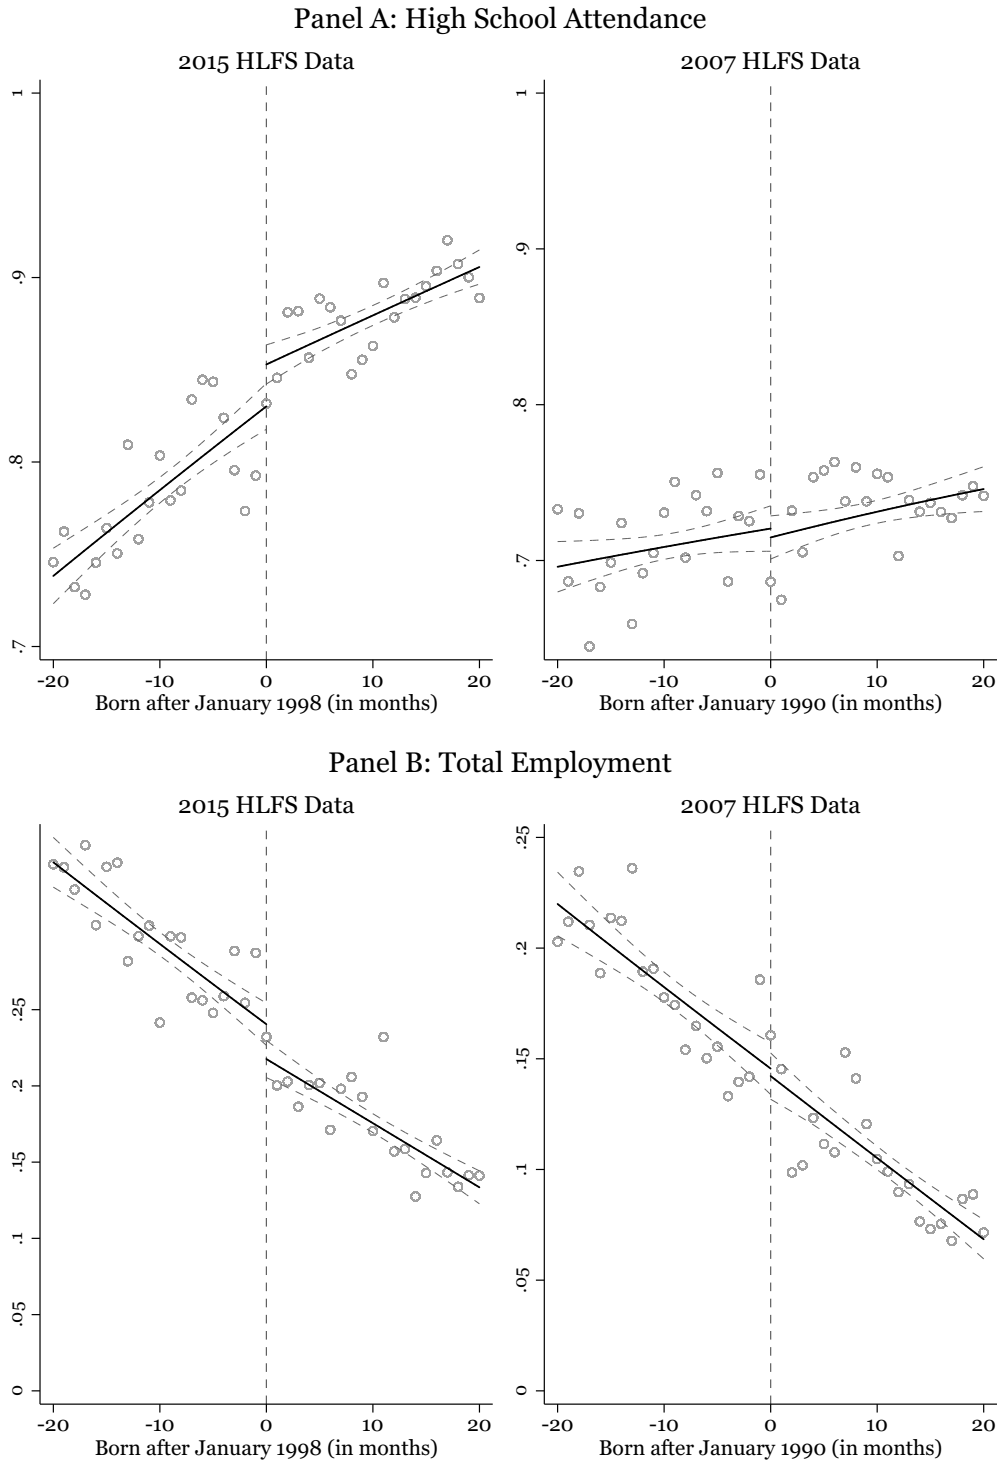 Panel A: High School Attendance
2015 HLFS Data
1
.9
.8
.7
-20 -10 0 10 20
Born after January 1998 (in months)
2007 HLFS Data
1
.9
.8
.7
-20 -10 0 10 20
Born after January 1990 (in months)
Panel B: Total Employment
2015 HLFS Data
.25
.2
.15
.1
.05
0
-20 -10 0 10 20
Born after January 1998 (in months)
2007 HLFS Data
.25
.2
.15
.1
.05
0
-20 -10 0 10 20
Born after January 1990 (in months)